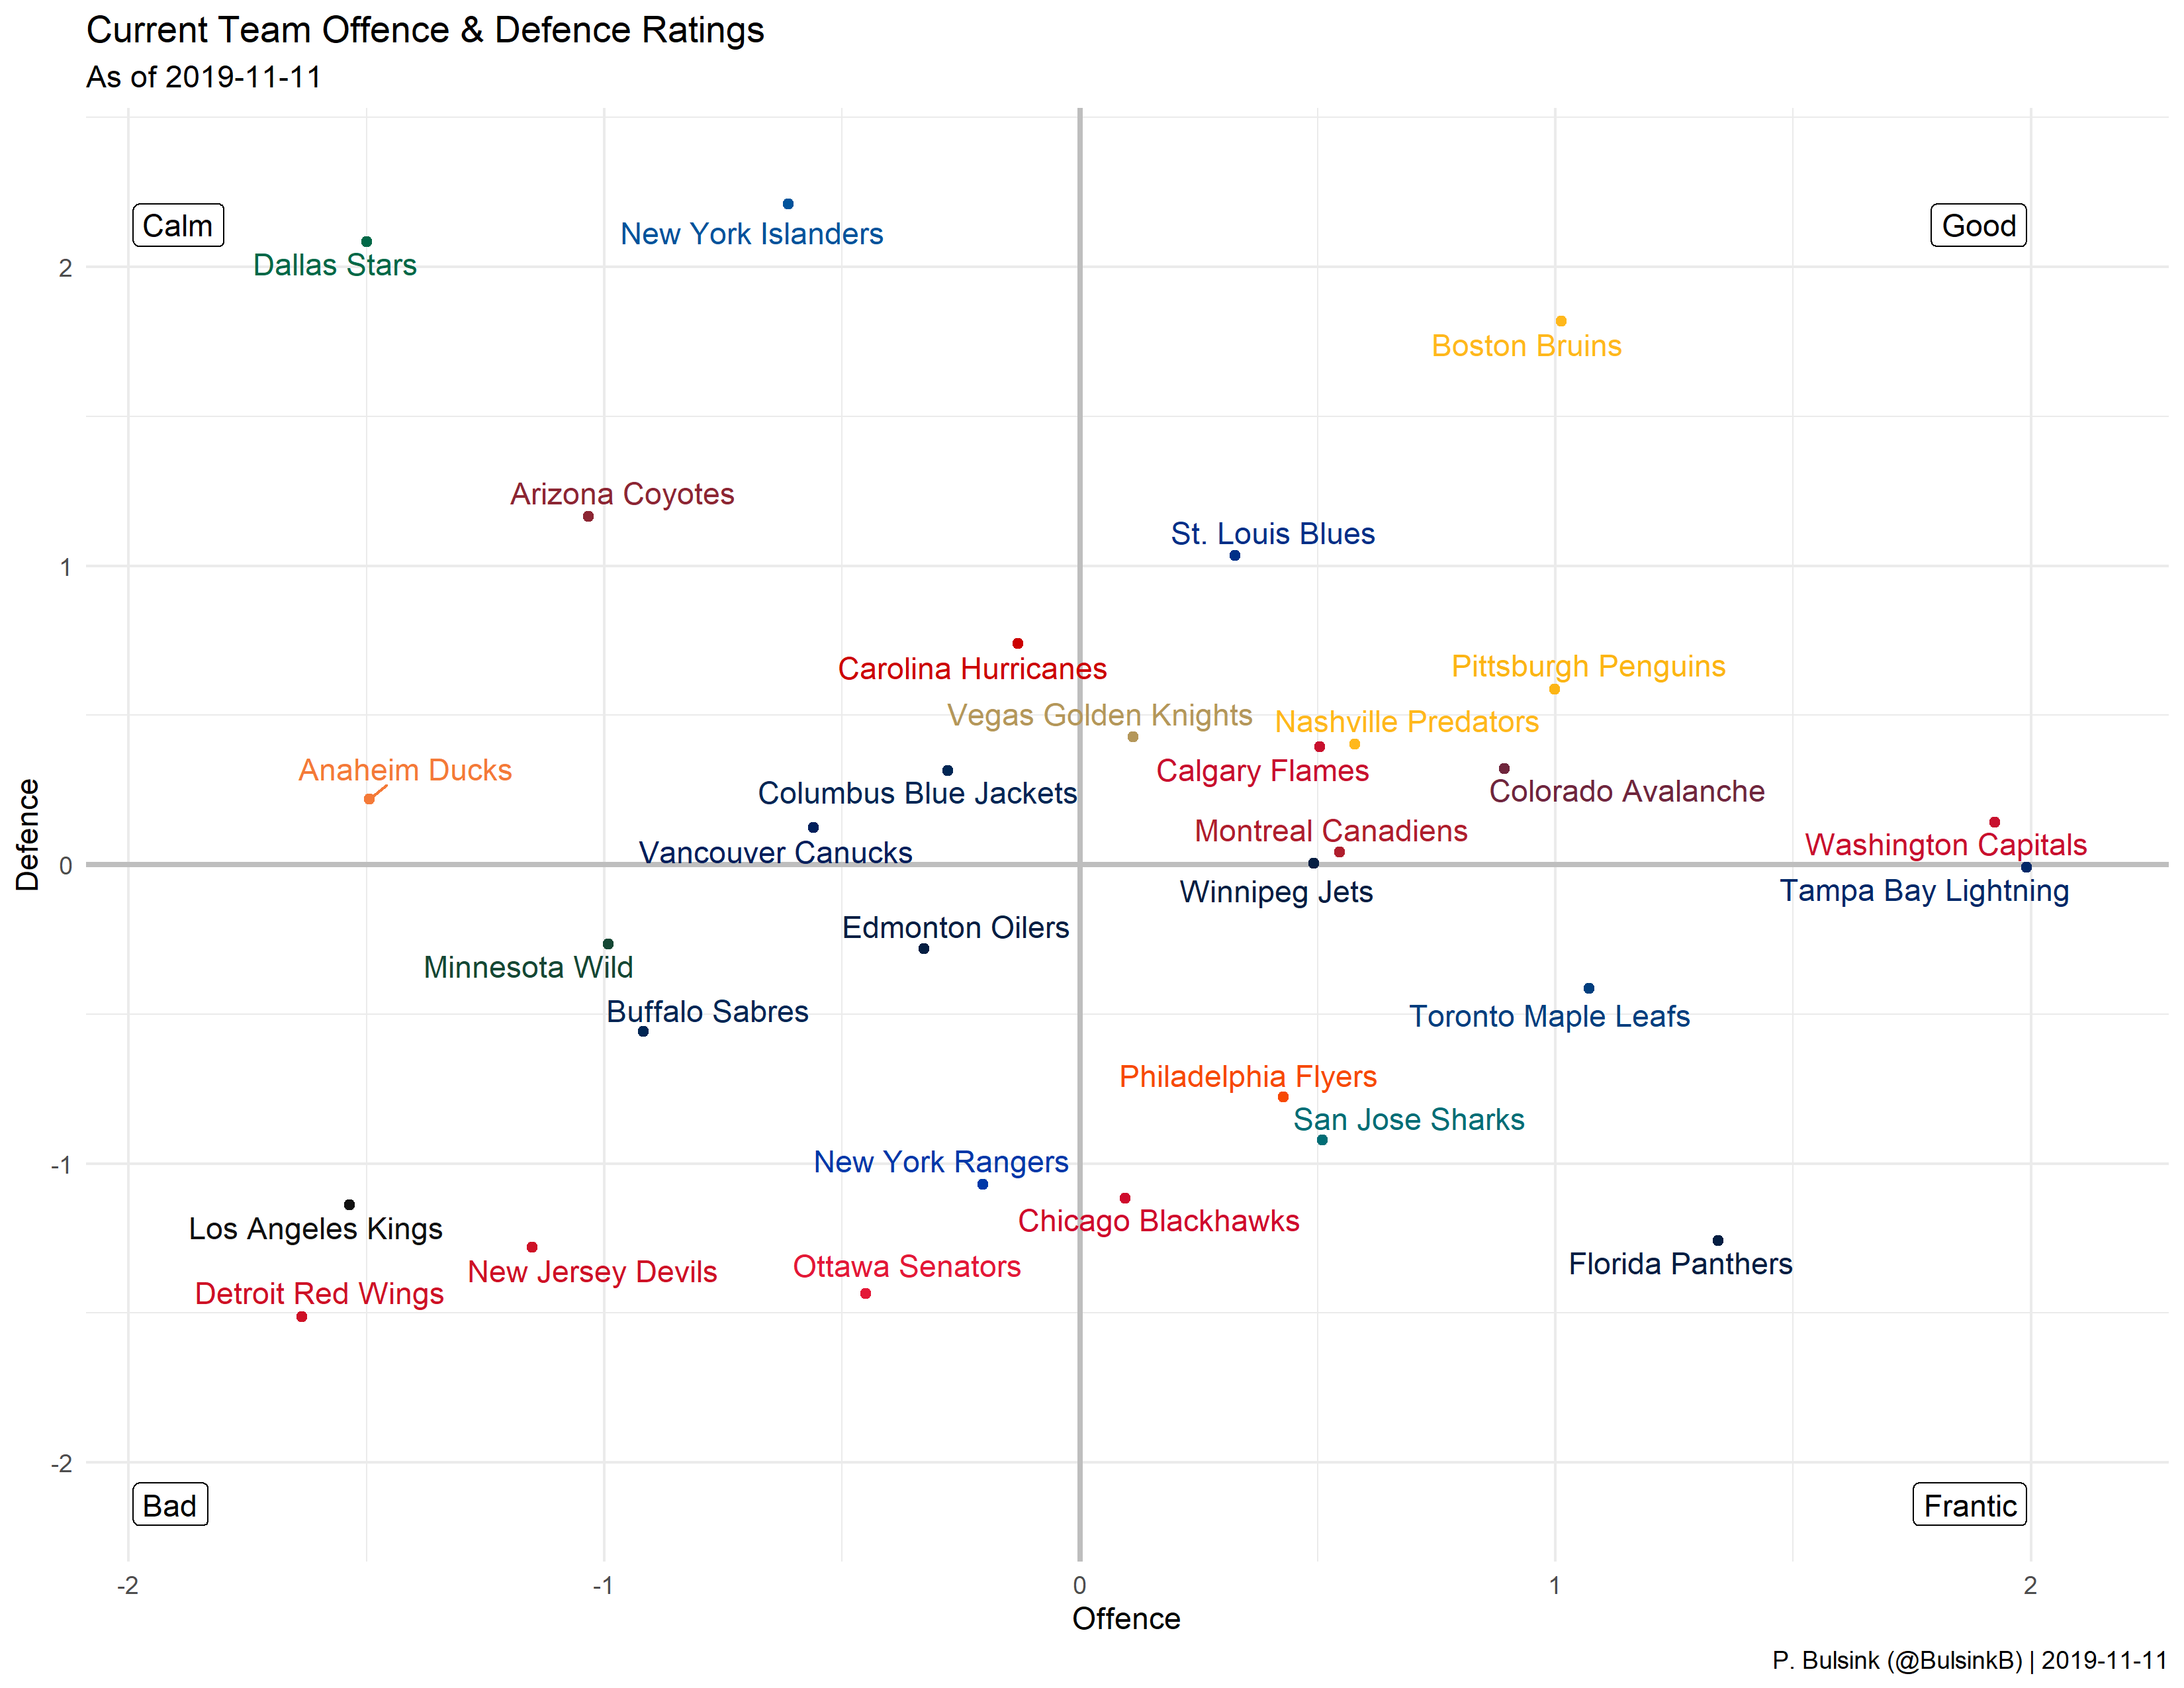 Current Team Offence & Defence Ratings
As of 2019-11-11
Calm
Good
New York Islanders
Dallas Stars
2
Boston Bruins
Arizona Coyotes
St. Louis Blues
1
Carolina Hurricanes
Pittsburgh Penguins
Vegas Golden Knights
Nashville Predators
Anaheim Ducks
Calgary Flames
Columbus Blue Jackets
Colorado Avalanche
Montreal Canadiens
Vancouver Canucks
Washington Capitals
Defence
0
Winnipeg Jets
Tampa Bay Lightning
Edmonton Oilers
Minnesota Wild
Buffalo Sabres
Toronto Maple Leafs
Philadelphia Flyers
San Jose Sharks
New York Rangers
-1
Los Angeles Kings
Chicago Blackhawks
New Jersey Devils
Ottawa Senators
Florida Panthers
Detroit Red Wings
-2
Bad
Frantic
-2
-1
0
1
2
Offence
P. Bulsink (@BulsinkB) | 2019-11-11